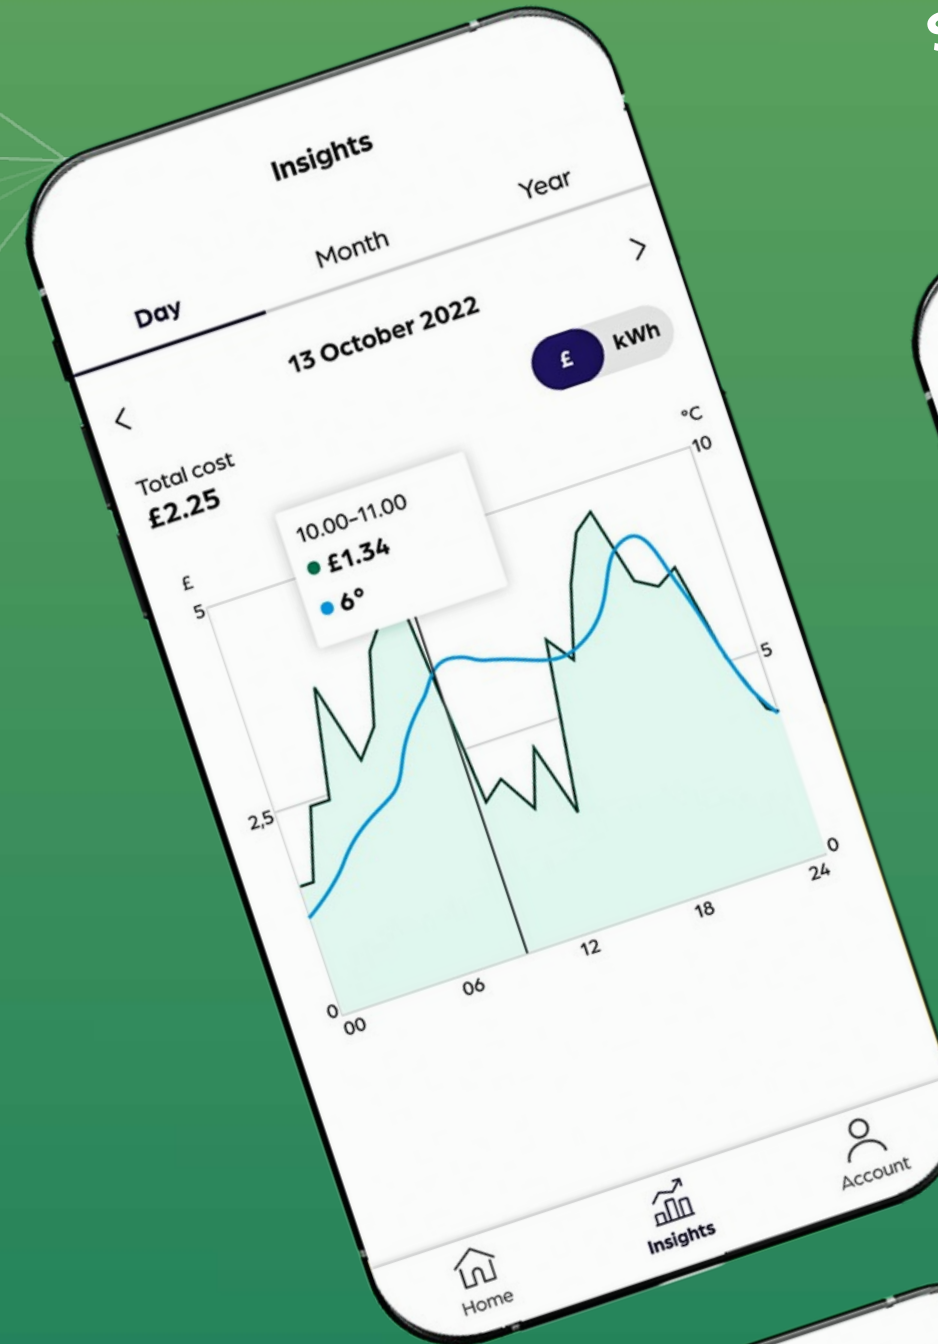 Insights
Day
Month
Year
13 October 2022
£
kWh
Total cost
£2.25
£
°C
10.00–11.00
£1.34
6°
5
2,5
0
10
5
0
00
06
12
18
24
Home
Insights
Account